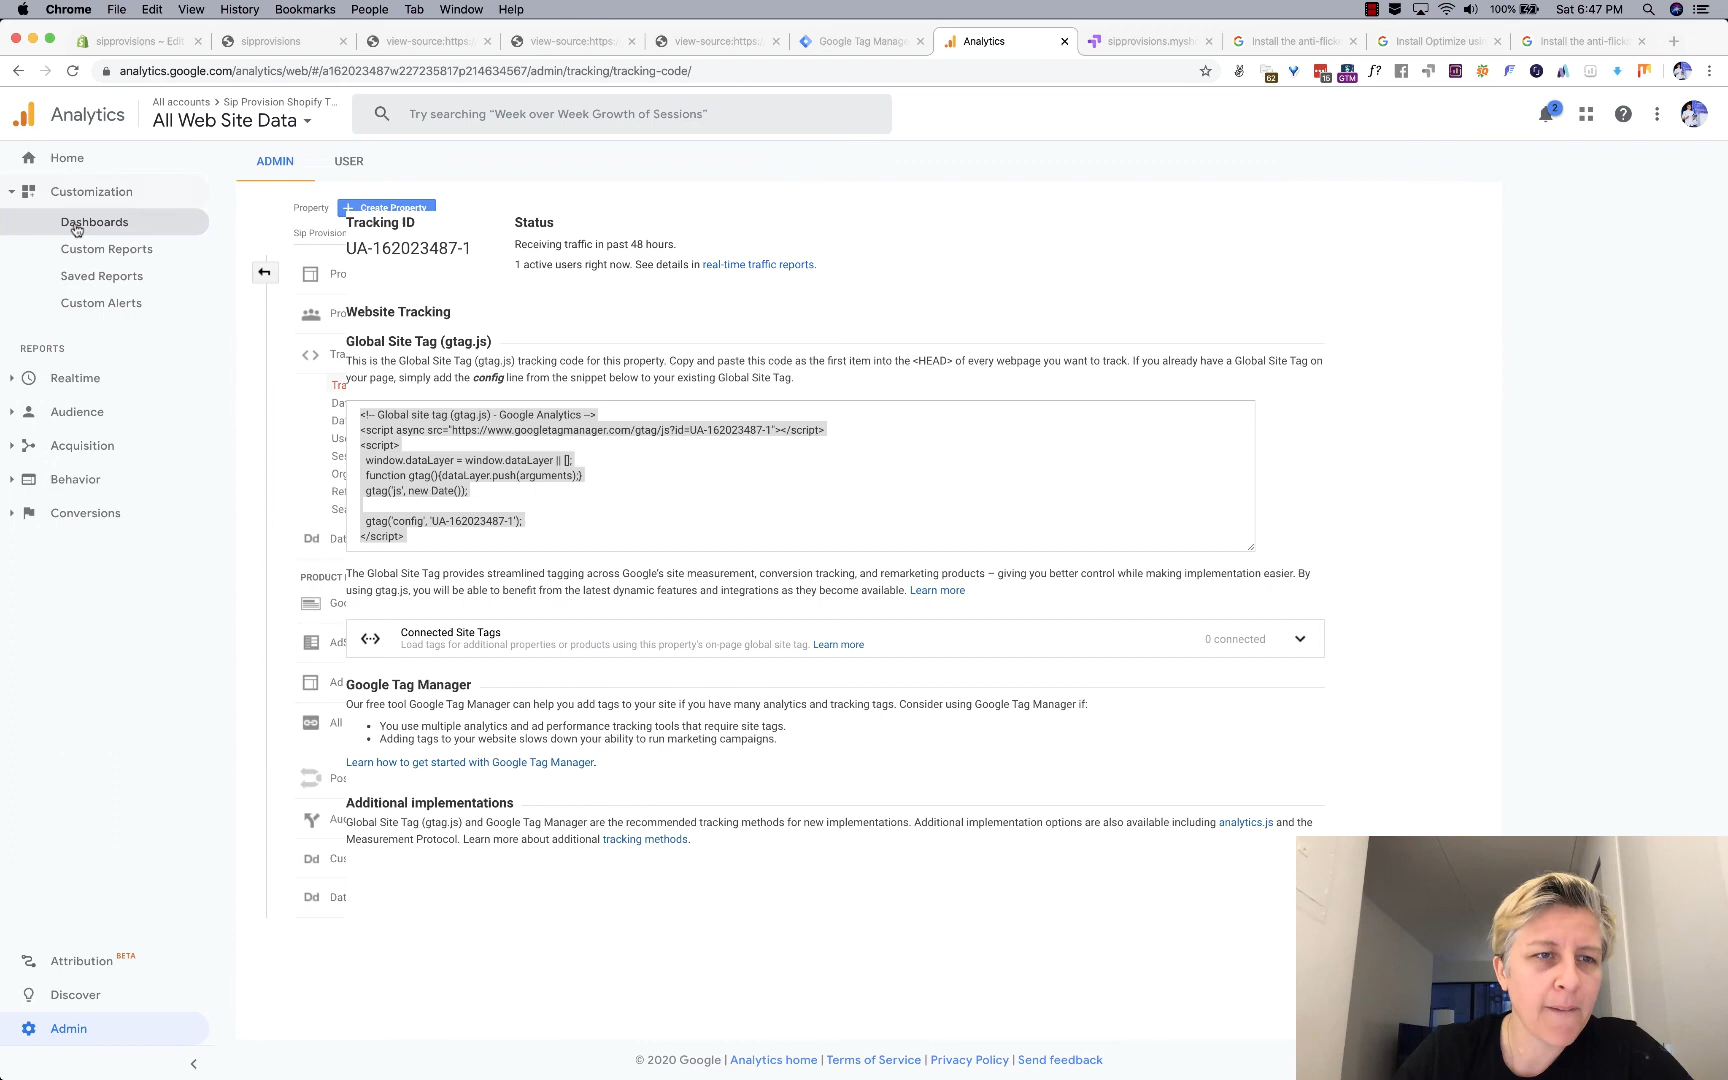 Chrome File Edit View History Bookmarks People Tab Window Help 100% Sat 6:47 PM
sipprovisions ~ Edit sipprovisions view-source:https: view-source:https: view-source:https: Google Tag Manage Analytics sipprovisions.mysh Install the anti-flick Install Optimize usin Install the anti-flick
analytics.google.com/analytics/web/#/a162023487w227235817p214634567/admin/tracking/tracking-code/
Analytics
All accounts > Sip Provision Shopify T...
All Web Site Data
Try searching “Week over Week Growth of Sessions”
2
Home
Customization
Dashboards
Custom Reports
Saved Reports
Custom Alerts
REPORTS
Realtime
Audience
Acquisition
Behavior
Conversions
Attribution BETA
Discover
Admin
ADMIN USER
Property + Create Property
Sip Provision
Pro
Pro
Tra
Tra
Da
Da
Us
Se
Org
Ref
Sea
Dd Dat
PRODUCT
Goo
AdS
Ad
All
Pos
Au
Dd Cus
Dd Dat
Tracking ID
UA-162023487-1
Status
Receiving traffic in past 48 hours.
1 active users right now. See details in real-time traffic reports.
Website Tracking
Global Site Tag (gtag.js)
This is the Global Site Tag (gtag.js) tracking code for this property. Copy and paste this code as the first item into the <HEAD> of every webpage you want to track. If you already have a Global Site Tag on
your page, simply add the config line from the snippet below to your existing Global Site Tag.
<!-- Global site tag (gtag.js) - Google Analytics -->
<script async src="https://www.googletagmanager.com/gtag/js?id=UA-162023487-1"></script>
<script>
window.dataLayer = window.dataLayer || [];
function gtag(){dataLayer.push(arguments);}
gtag('js', new Date());
gtag('config', 'UA-162023487-1');
</script>
The Global Site Tag provides streamlined tagging across Google's site measurement, conversion tracking, and remarketing products – giving you better control while making implementation easier. By
using gtag.js, you will be able to benefit from the latest dynamic features and integrations as they become available. Learn more
Connected Site Tags
Load tags for additional properties or products using this property's on-page global site tag. Learn more
0 connected
Google Tag Manager
Our free tool Google Tag Manager can help you add tags to your site if you have many analytics and tracking tags. Consider using Google Tag Manager if:
• You use multiple analytics and ad performance tracking tools that require site tags.
• Adding tags to your website slows down your ability to run marketing campaigns.
Learn how to get started with Google Tag Manager.
Additional implementations
Global Site Tag (gtag.js) and Google Tag Manager are the recommended tracking methods for new implementations. Additional implementation options are also available including analytics.js and the
Measurement Protocol. Learn more about additional tracking methods.
© 2020 Google | Analytics home | Terms of Service | Privacy Policy | Send feedback